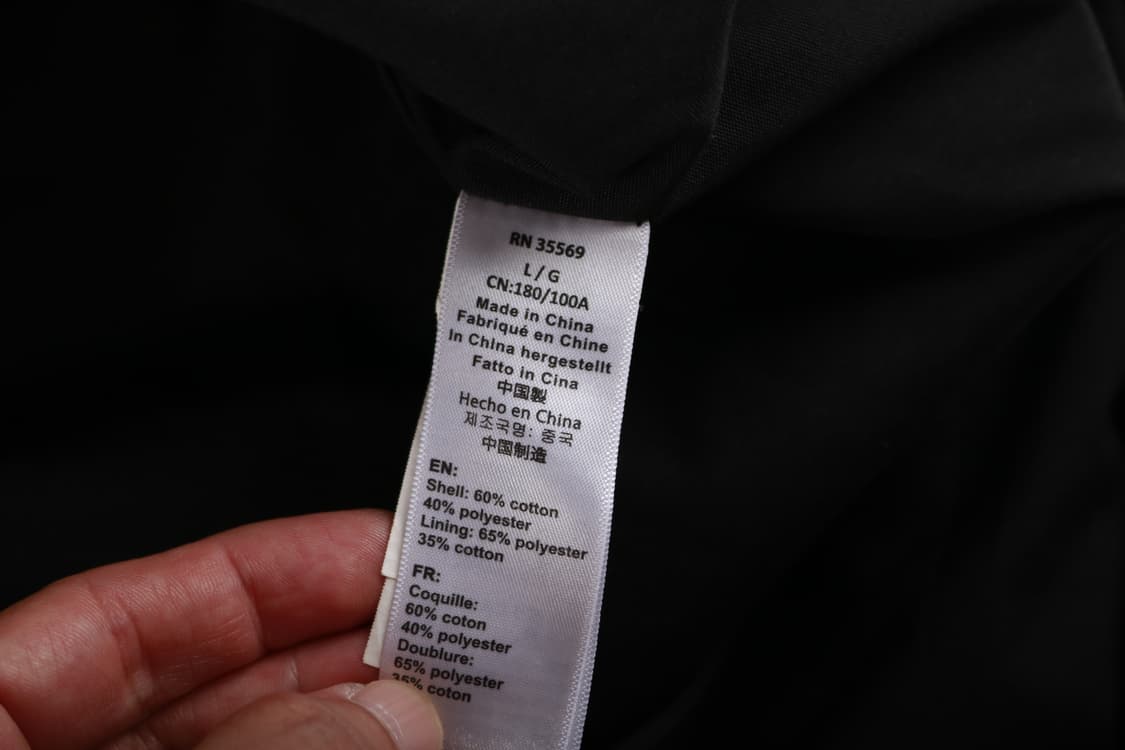 RN 35569
L / G
CN:180/100A
Made in China
Fabriqué en Chine
In China hergestellt
Fatto in Cina
中国製
Hecho en China
제조국명: 중국
中国制造
EN:
Shell: 60% cotton
40% polyester
Lining: 65% polyester
35% cotton
FR:
Coquille:
60% coton
40% polyester
Doublure:
65% polyester
35% coton